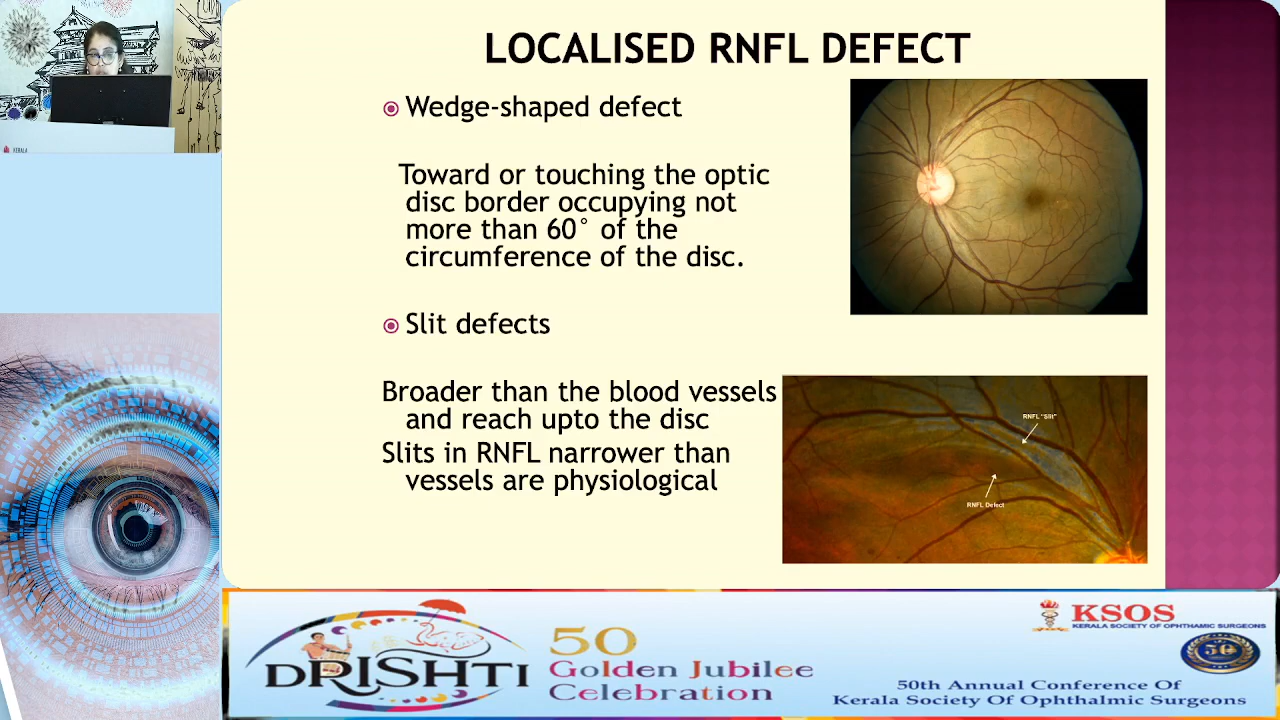 LOCALISED RNFL DEFECT
Wedge-shaped defect
Toward or touching the optic
disc border occupying not
more than 60° of the
circumference of the disc.
Slit defects
Broader than the blood vessels
and reach upto the disc
Slits in RNFL narrower than
vessels are physiological
RNFL "Slit"
RNFL Defect
KERALA
DRISHTI
50
Golden Jubilee
Celebration
KSOS
KERALA SOCIETY OF OPHTHAMIC SURGEONS
50
50th Annual Conference Of
Kerala Society Of Ophthalmic Surgeons